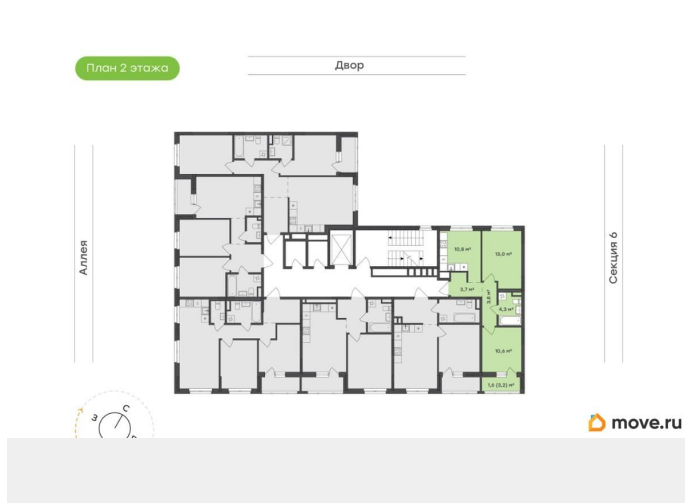 План 2 этажа
Двор
Аллея
Секция 6
10,8 м²
13,0 м²
3,7 м²
3,8 м²
4,3 м²
10,6 м²
1,6 (3,2) м²
С
З
move.ru